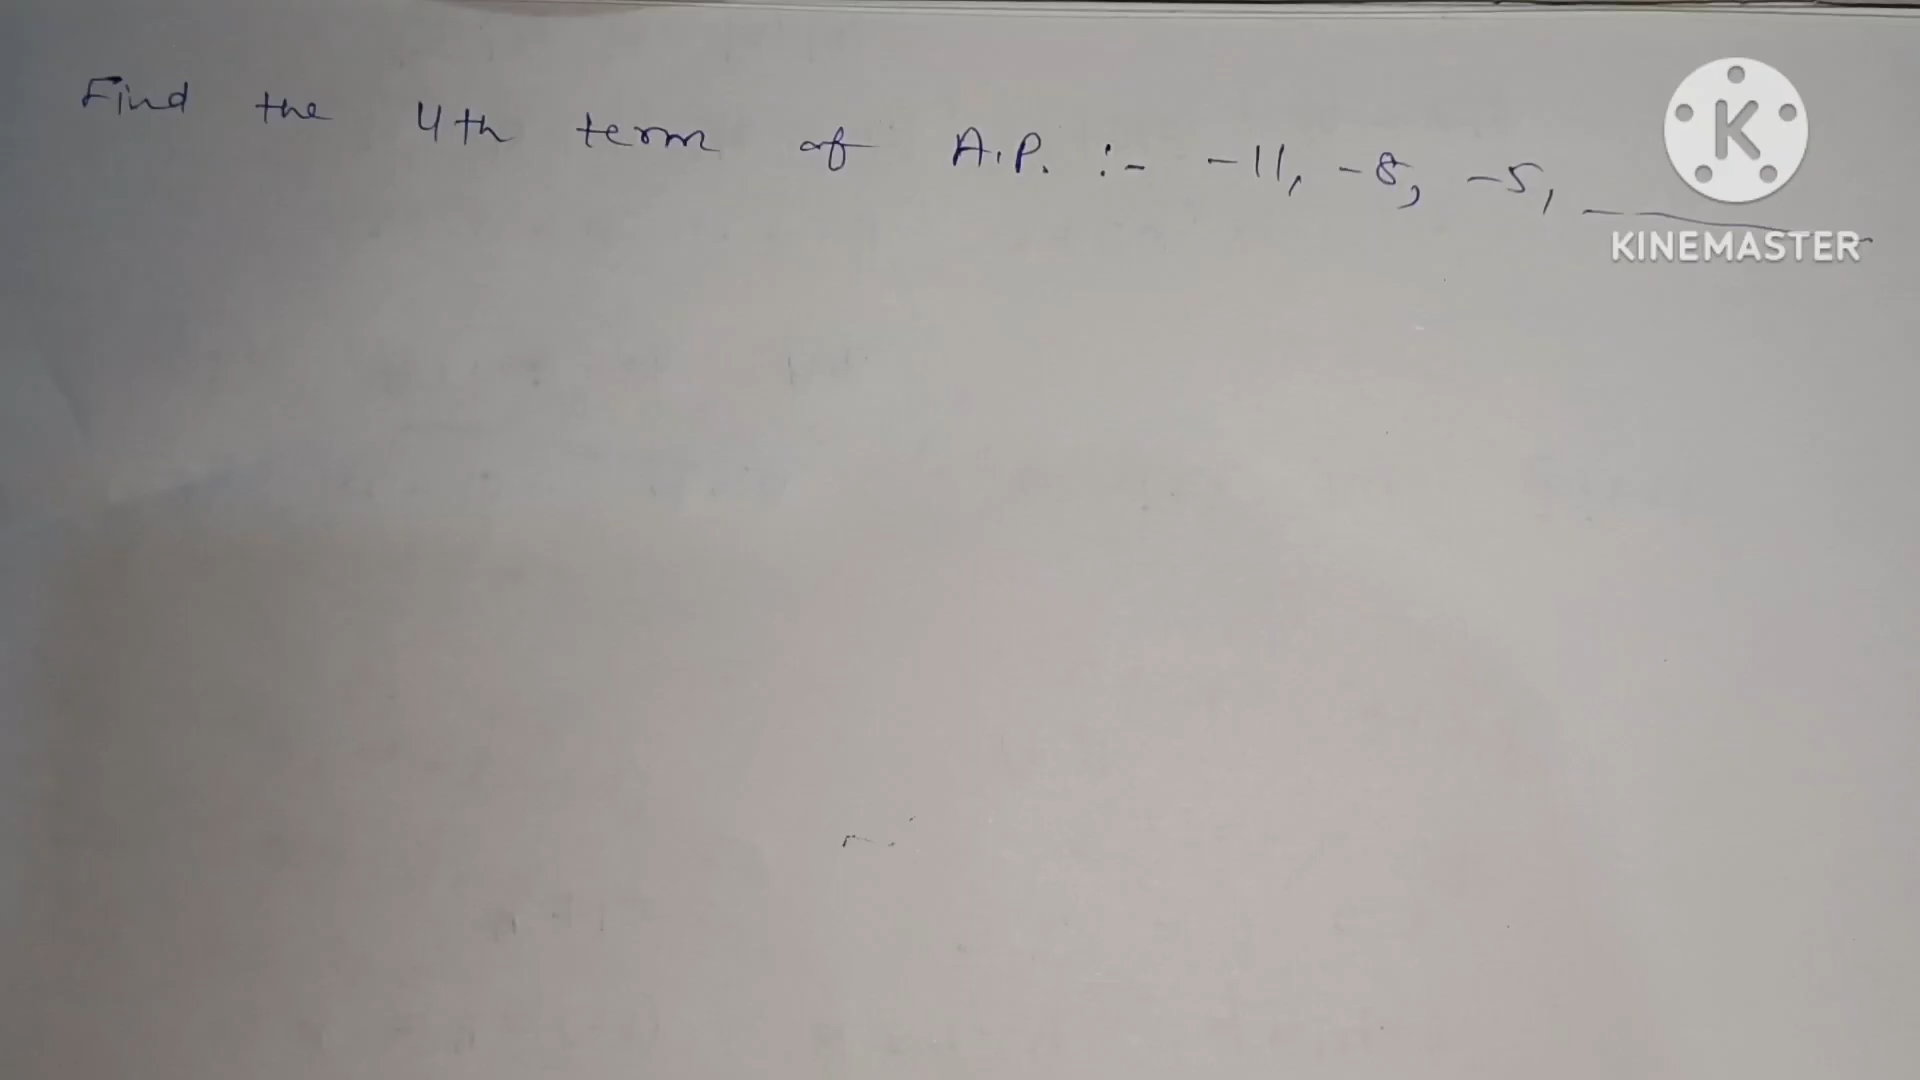 Find the 4th term of A.P. :- -11, -8, -5, ___
K
KINEMASTER